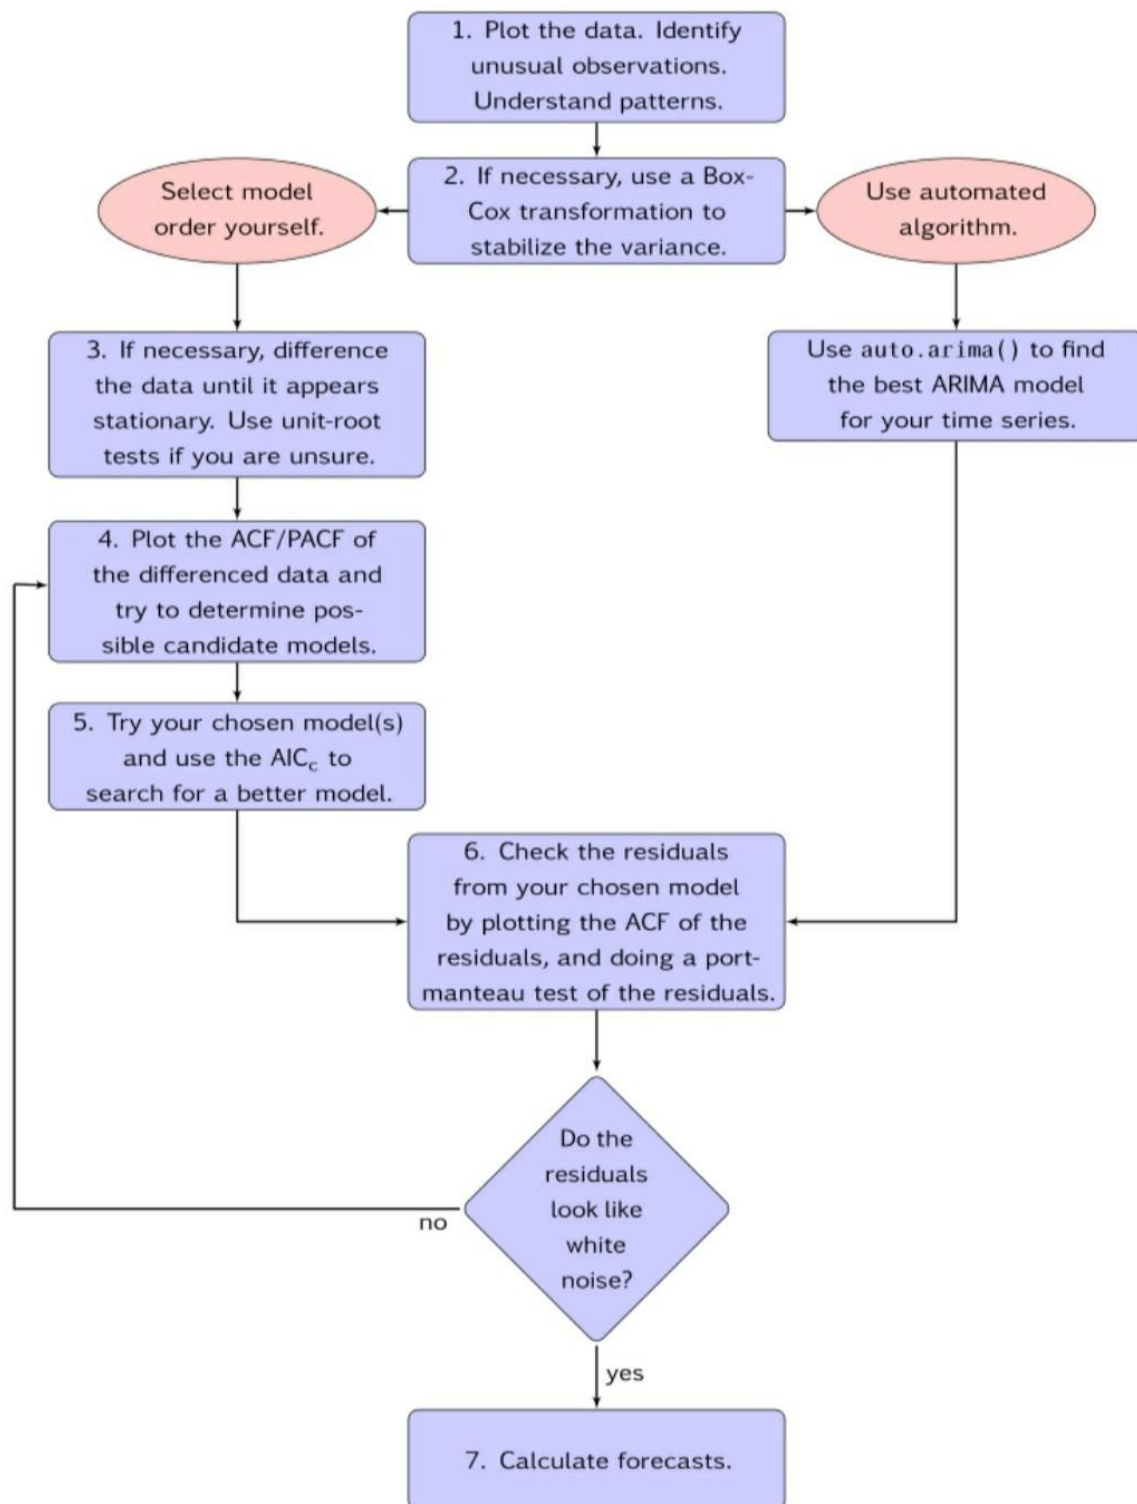 1. Plot the data. Identify
unusual observations.
Understand patterns.
Select model
order yourself.
2. If necessary, use a Box-
Cox transformation to
stabilize the variance.
Use automated
algorithm.
3. If necessary, difference
the data until it appears
stationary. Use unit-root
tests if you are unsure.
Use auto.arima() to find
the best ARIMA model
for your time series.
4. Plot the ACF/PACF of
the differenced data and
try to determine pos-
sible candidate models.
5. Try your chosen model(s)
and use the AICc to
search for a better model.
6. Check the residuals
from your chosen model
by plotting the ACF of the
residuals, and doing a port-
manteau test of the residuals.
Do the
residuals
look like
white
noise?
no
yes
7. Calculate forecasts.